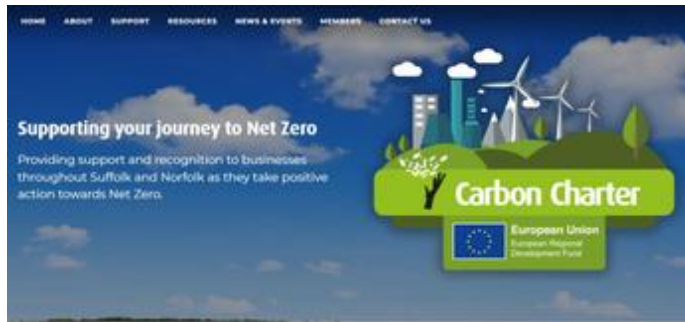 HOME ABOUT SUPPORT RESOURCES NEWS & EVENTS MEMBERS CONTACT US
Supporting your journey to Net Zero
Providing support and recognition to businesses
throughout Suffolk and Norfolk as they take positive
action towards Net Zero.
Carbon Charter
European Union
European Regional
Development Fund